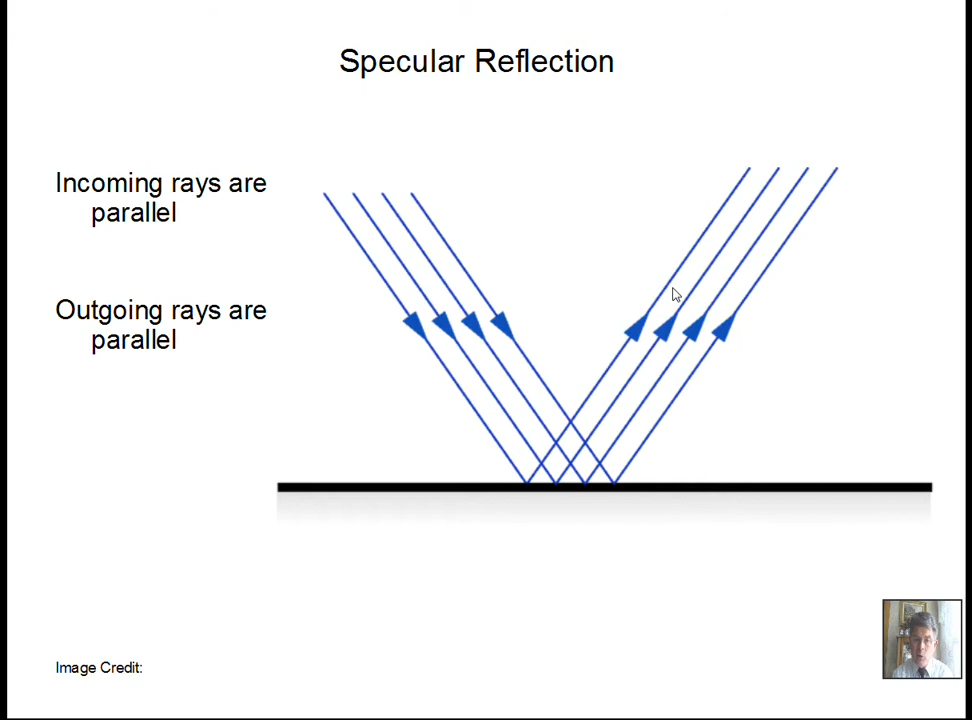 Specular Reflection
Incoming rays are
parallel
Outgoing rays are
parallel
Image Credit: